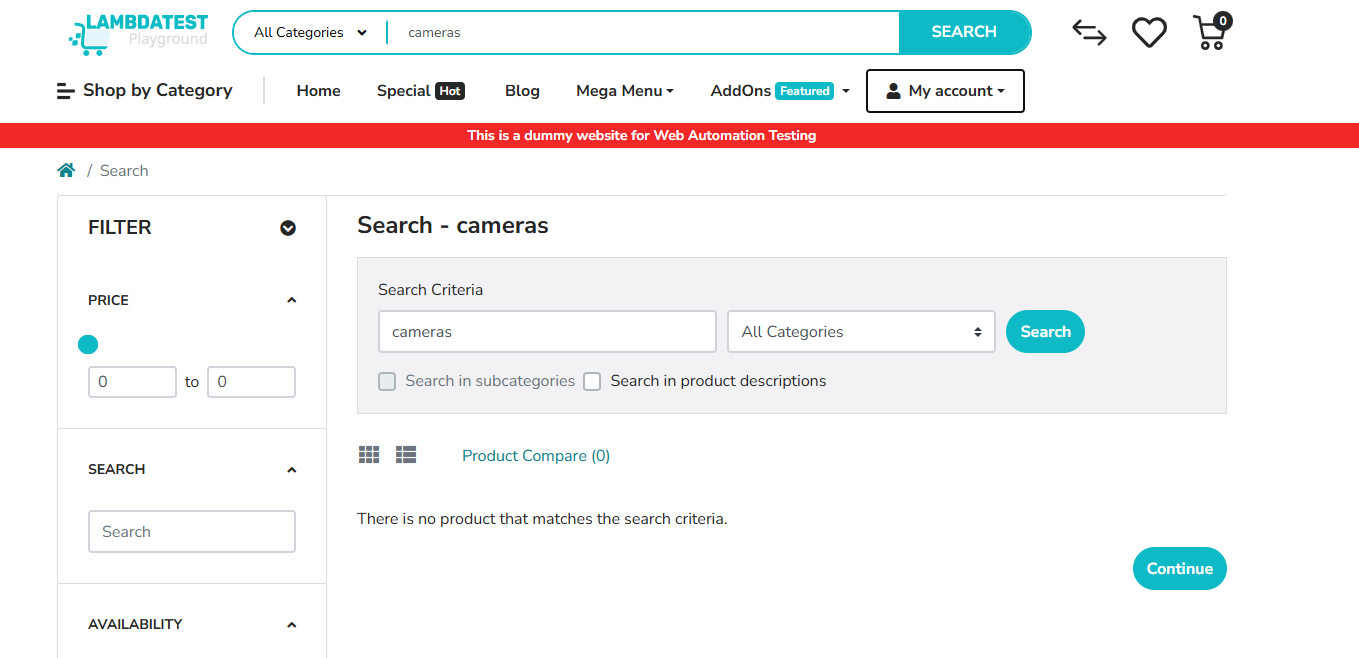 LAMBDATEST
Playground
All Categories cameras SEARCH 0
Shop by Category Home Special Hot Blog Mega Menu AddOns Featured My account
This is a dummy website for Web Automation Testing
/ Search
FILTER
PRICE
0 to 0
SEARCH
Search
AVAILABILITY
Search - cameras
Search Criteria
cameras All Categories Search
Search in subcategories Search in product descriptions
Product Compare (0)
There is no product that matches the search criteria.
Continue